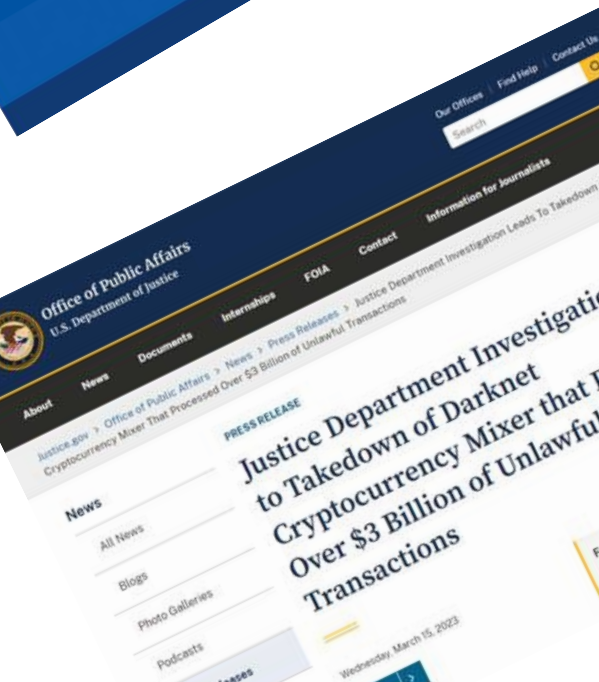 Our Offices
Find Help
Contact Us
Search
Office of Public Affairs
U.S. Department of Justice
About
News
Documents
Internships
FOIA
Contact
Information for Journalists
Justice.gov > Office of Public Affairs > News > Press Releases > Justice Department Investigation Leads To Takedown
Cryptocurrency Mixer That Processed Over $3 Billion of Unlawful Transactions
News
All News
Blogs
Photo Galleries
Podcasts
PRESS RELEASE
Justice Department
to Takedown of Darknet
Cryptocurrency Mixer that
Over $3 Billion of
Transactions
Wednesday, March 15, 2023